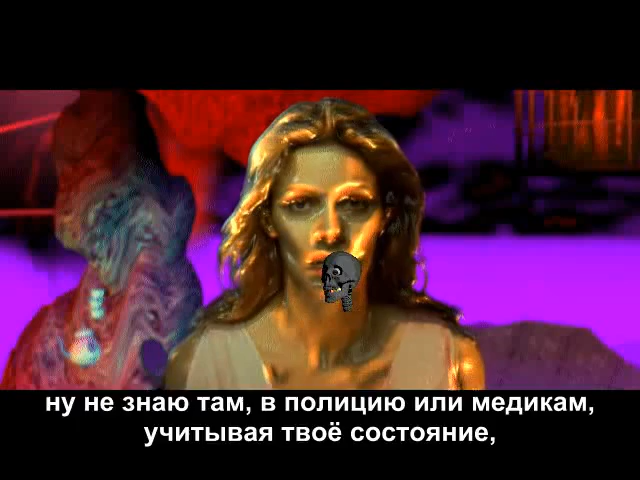 ну не знаю там, в полицию или медикам,
учитывая твоё состояние,